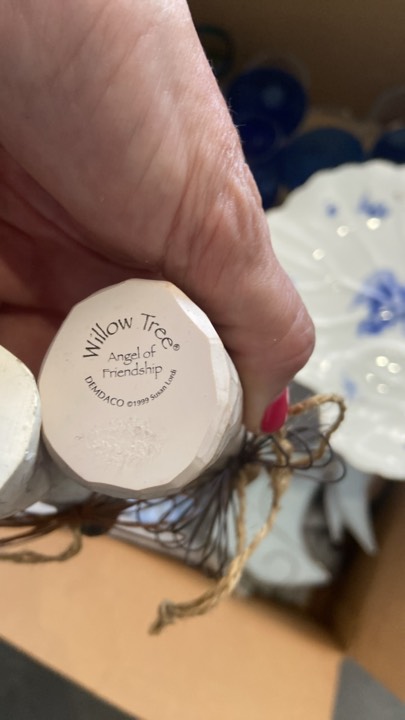 Willow Tree®
Angel of
Friendship
DEMDACO ©1999 Susan Lordi